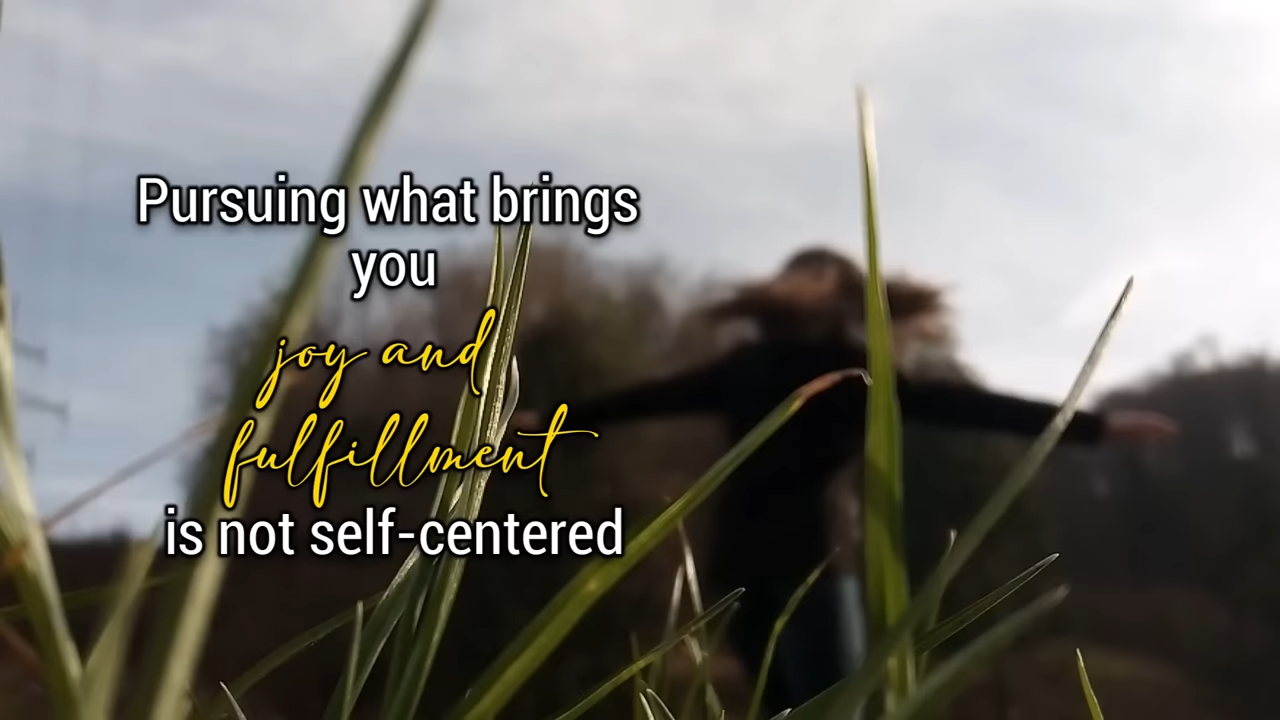 Pursuing what brings
you
joy and
fulfillment
is not self-centered